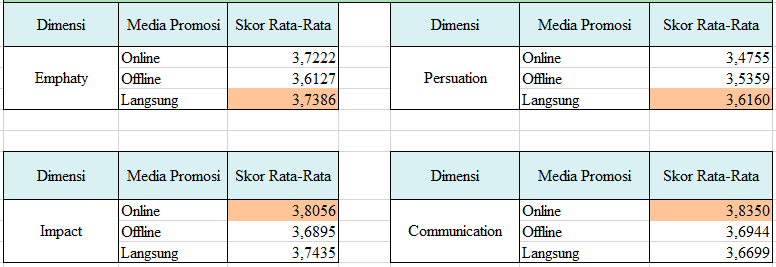 Dimensi Media Promosi Skor Rata-Rata
Emphaty
Online 3,7222
Offline 3,6127
Langsung 3,7386
Dimensi Media Promosi Skor Rata-Rata
Persuation
Online 3,4755
Offline 3,5359
Langsung 3,6160
Dimensi Media Promosi Skor Rata-Rata
Impact
Online 3,8056
Offline 3,6895
Langsung 3,7435
Dimensi Media Promosi Skor Rata-Rata
Communication
Online 3,8350
Offline 3,6944
Langsung 3,6699